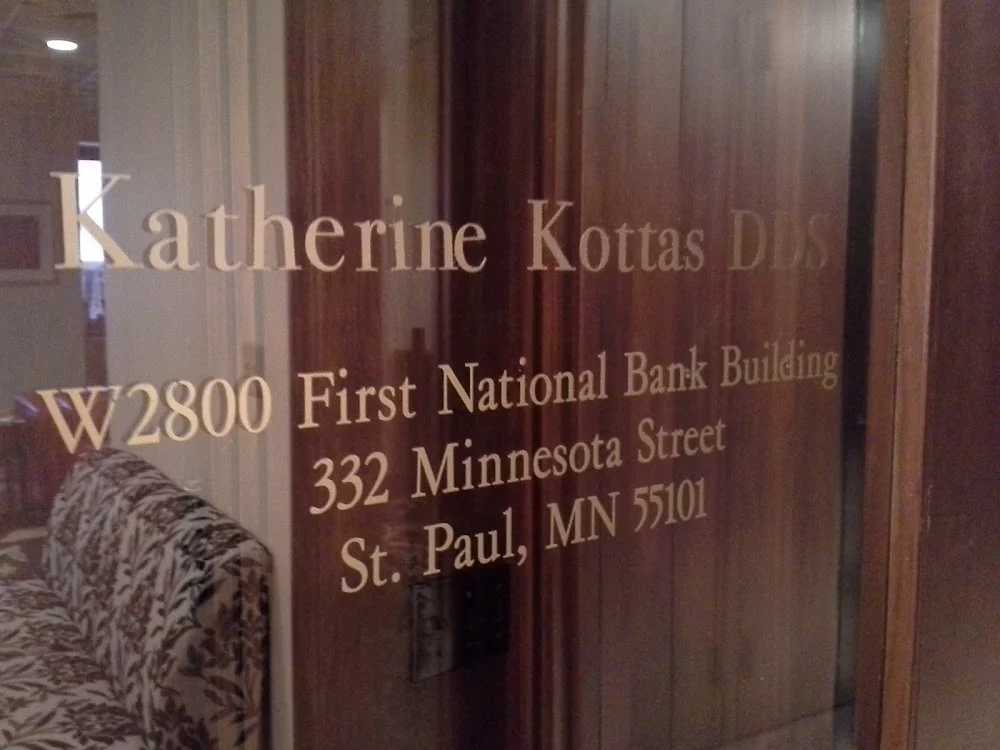 Katherine Kottas DDS
W2800 First National Bank Building
332 Minnesota Street
St. Paul, MN 55101